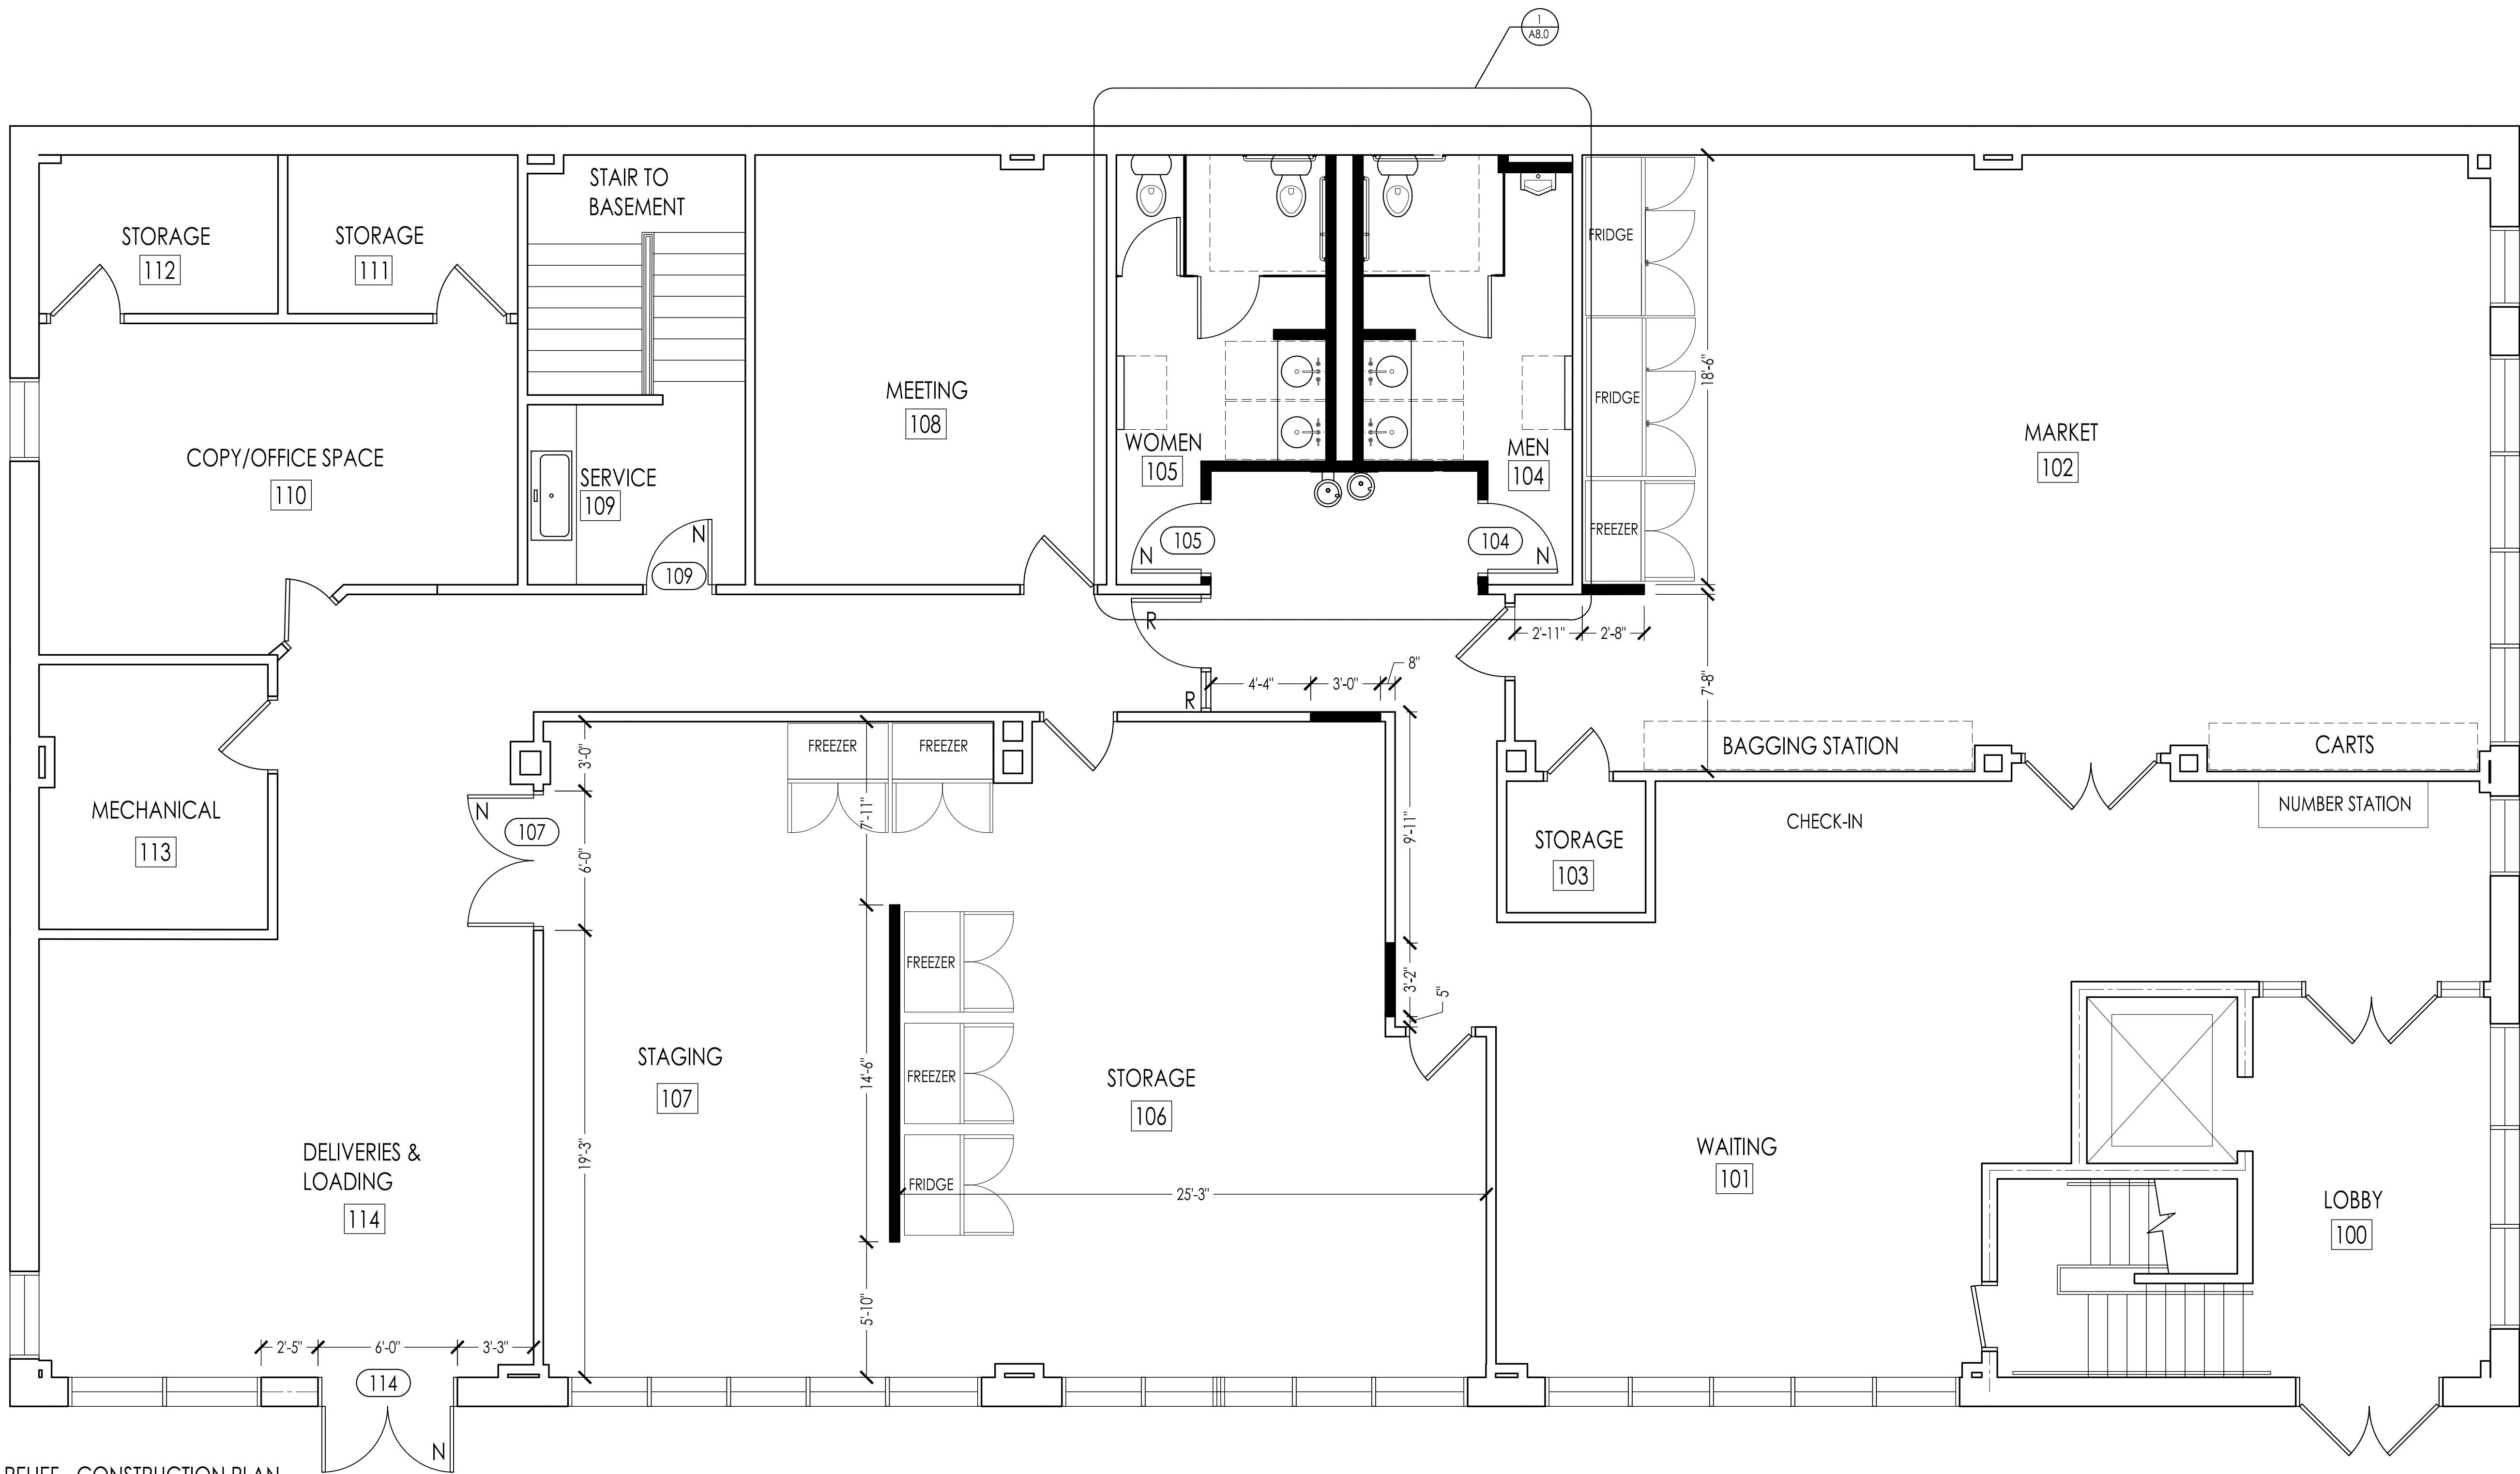 1
A8.0
STAIR TO
BASEMENT
STORAGE
112
STORAGE
111
FRIDGE
18'-6"
FRIDGE
MEETING
108
MARKET
102
COPY/OFFICE SPACE
110
SERVICE
109
WOMEN
105
MEN
104
FREEZER
N
109
N
105
104
N
R
R
2'-11"
2'-8"
8"
4'-4"
3'-0"
7'-8"
FREEZER
FREEZER
3'-0"
BAGGING STATION
CARTS
NUMBER STATION
MECHANICAL
113
N
107
7'-11"
9'-11"
CHECK-IN
STORAGE
103
6'-0"
FREEZER
3'-2"
5"
STAGING
107
14'-6"
FREEZER
STORAGE
106
19'-3"
DELIVERIES &
LOADING
114
FRIDGE
25'-3"
WAITING
101
LOBBY
100
5'-10"
2'-5"
6'-0"
3'-3"
114
N
CONSTRUCTION PLAN